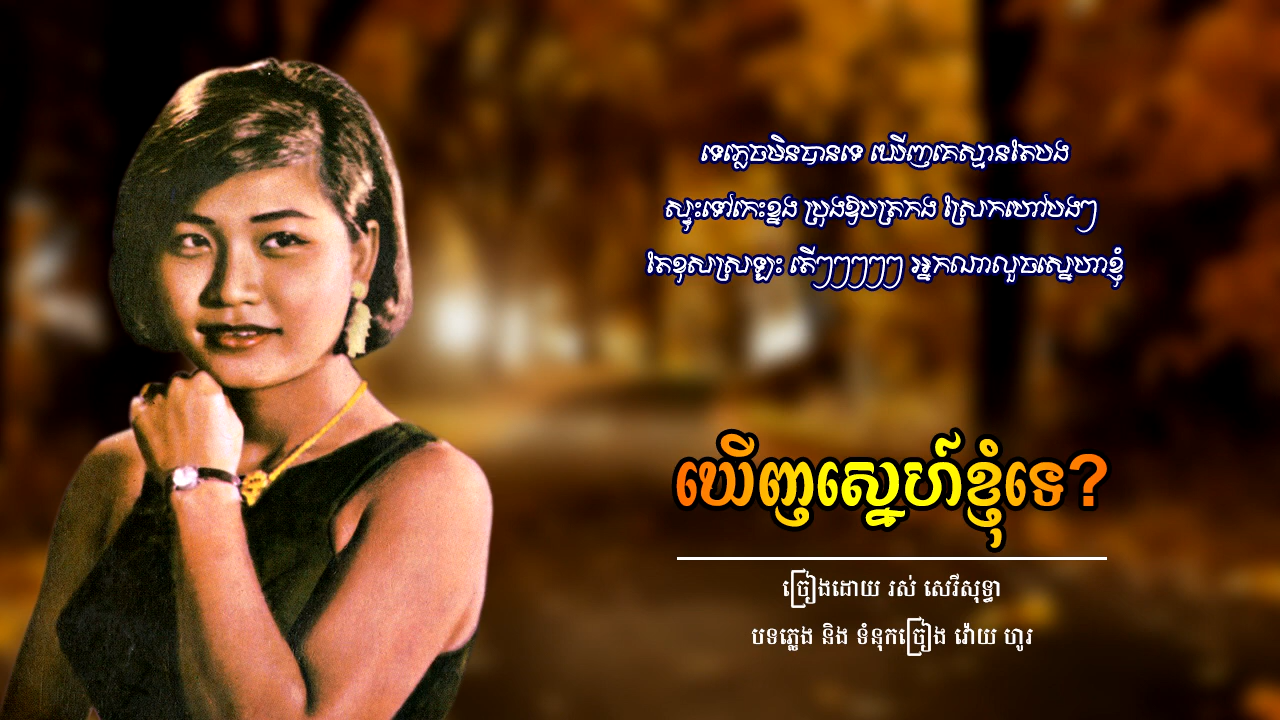 ទេភ្លេចមិនបានទេ ឃើញគេស្មានតែបង
ស្ទុះទៅកេះខ្នង ប្រុងឱបត្រកង ស្រែកហៅបងៗ
តែខុសស្រឡះ តើៗៗៗៗៗ អ្នកណាលួចស្នេហាខ្ញុំ
ឃើញស្នេហ៍ខ្ញុំទេ?
ច្រៀងដោយ រស់ សេរីសុទ្ធា
បទភ្លេង និង ទំនុកច្រៀង វ៉ោយ ហូរ